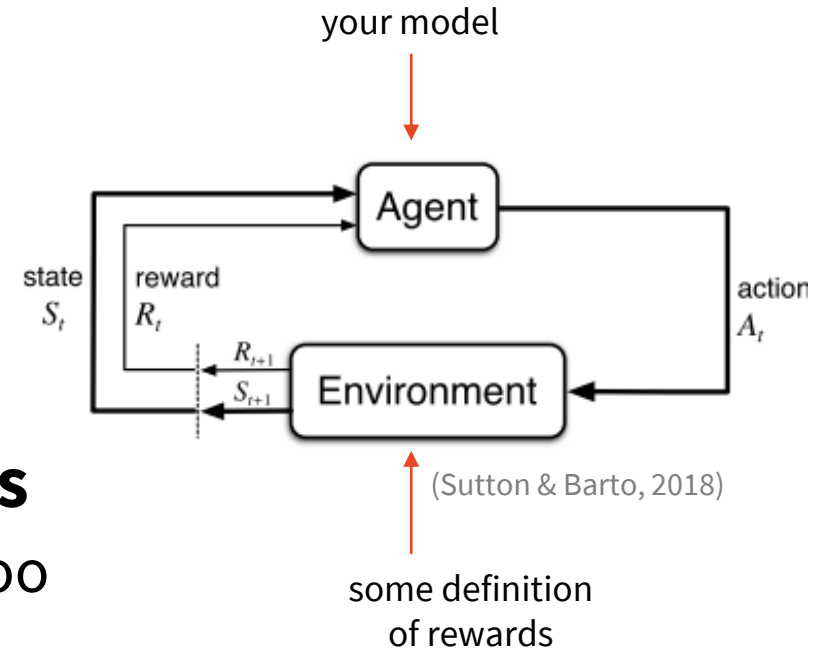 your model
Agent
state
S_t
reward
R_t
action
A_t
R_{t+1}
S_{t+1}
Environment
(Sutton & Barto, 2018)
s
oo
some definition
of rewards